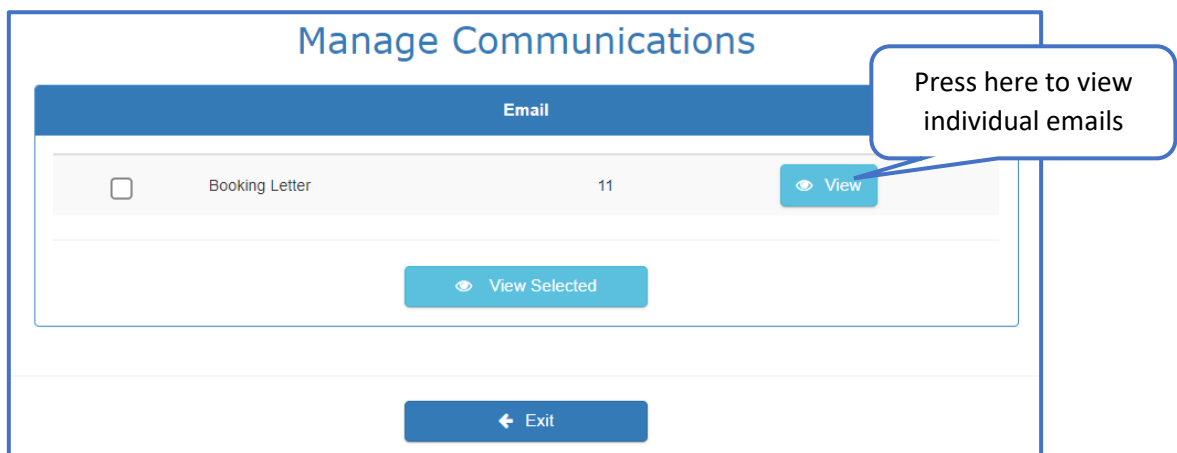 Manage Communications
Press here to view
individual emails
Email
Booking Letter 11 View
View Selected
Exit